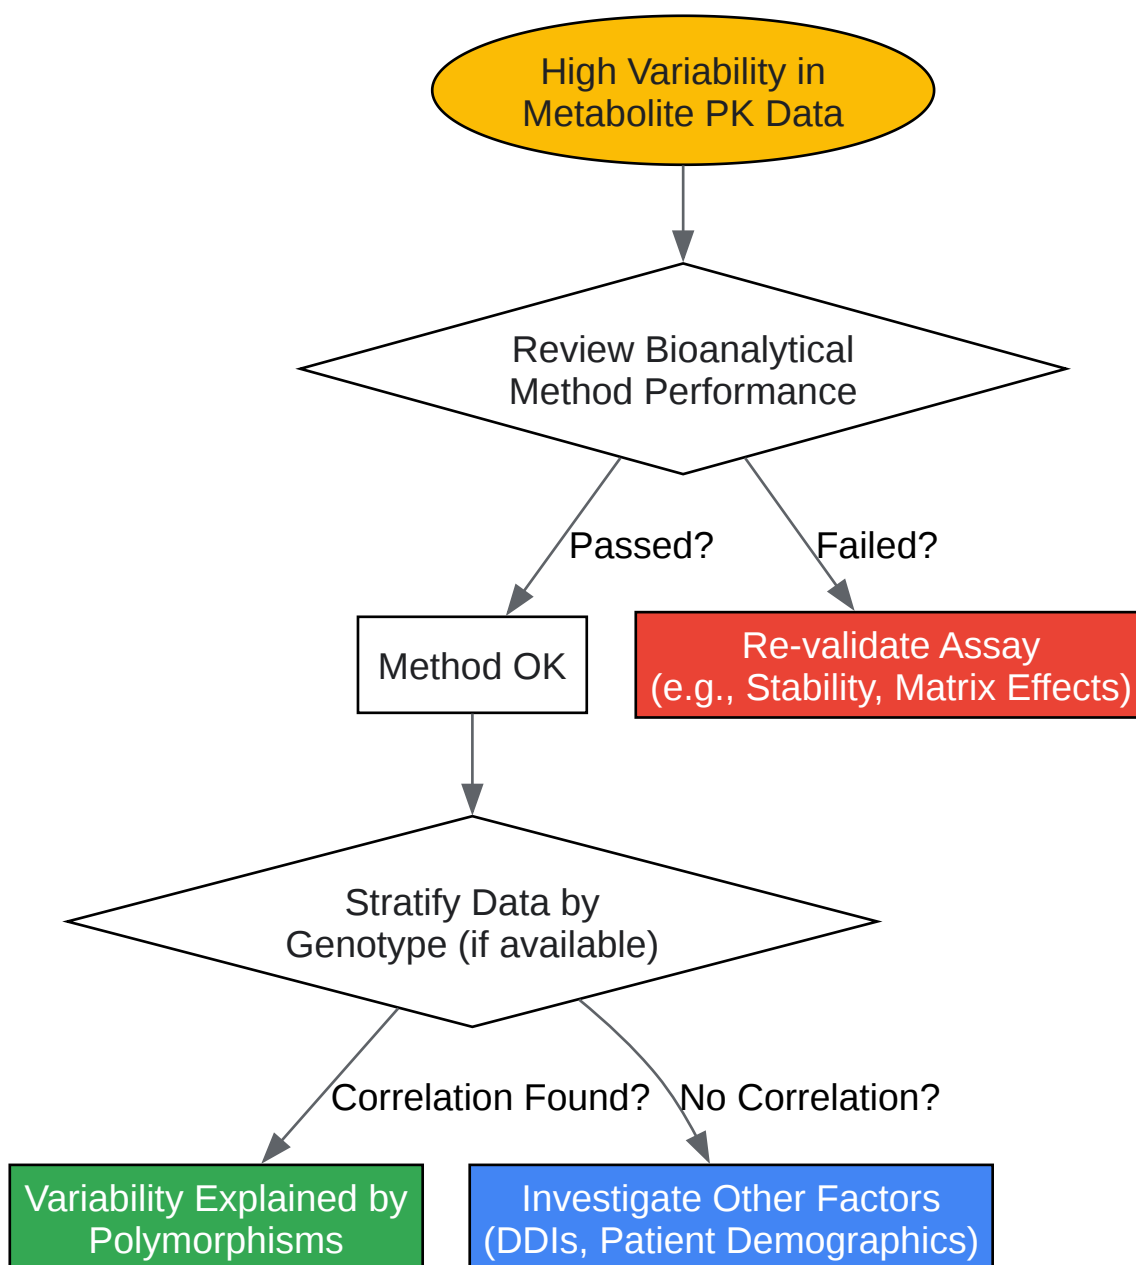 High Variability in
Metabolite PK Data
Review Bioanalytical
Method Performance
Passed?
Failed?
Method OK
Re-validate Assay
(e.g., Stability, Matrix Effects)
Stratify Data by
Genotype (if available)
Correlation Found?
No Correlation?
Variability Explained by
Polymorphisms
Investigate Other Factors
(DDIs, Patient Demographics)